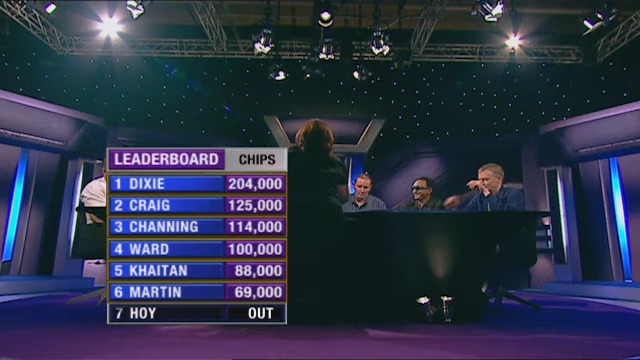 LEADERBOARD CHIPS
1 DIXIE 204,000
2 CRAIG 125,000
3 CHANNING 114,000
4 WARD 100,000
5 KHAITAN 88,000
6 MARTIN 69,000
7 HOY OUT